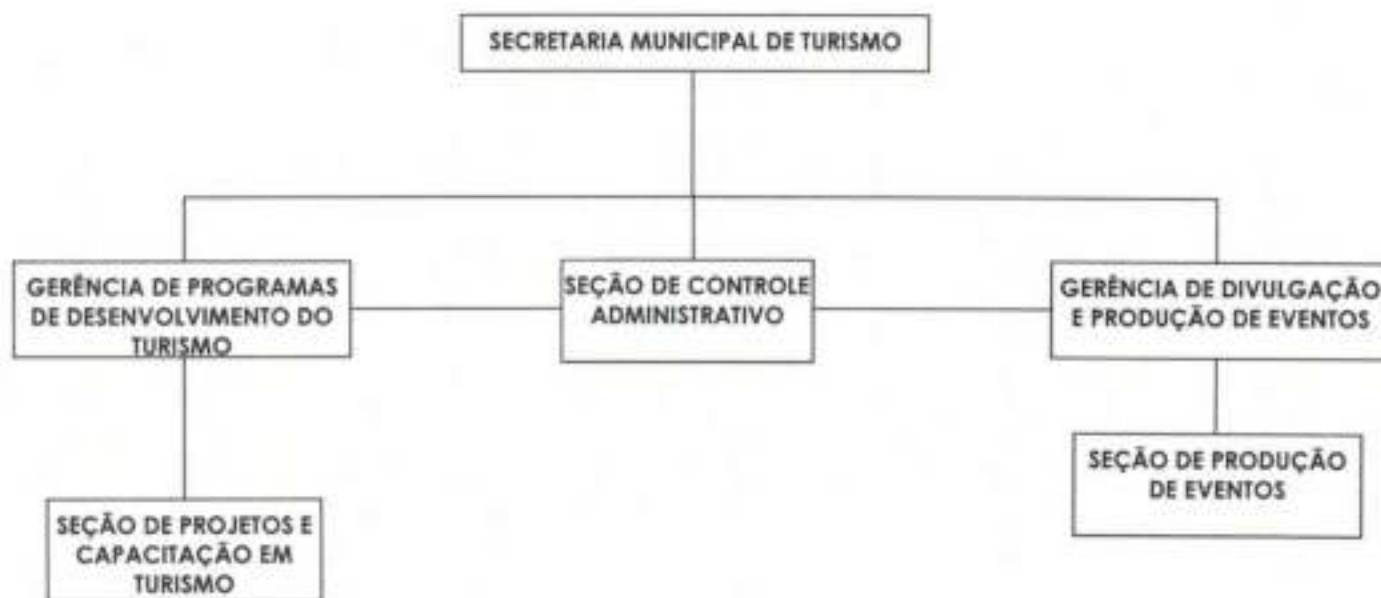 SECRETARIA MUNICIPAL DE TURISMO
GERÊNCIA DE PROGRAMAS
DE DESENVOLVIMENTO DO
TURISMO
SEÇÃO DE CONTROLE
ADMINISTRATIVO
GERÊNCIA DE DIVULGAÇÃO
E PRODUÇÃO DE EVENTOS
SEÇÃO DE PROJETOS E
CAPACITAÇÃO EM
TURISMO
SEÇÃO DE PRODUÇÃO
DE EVENTOS